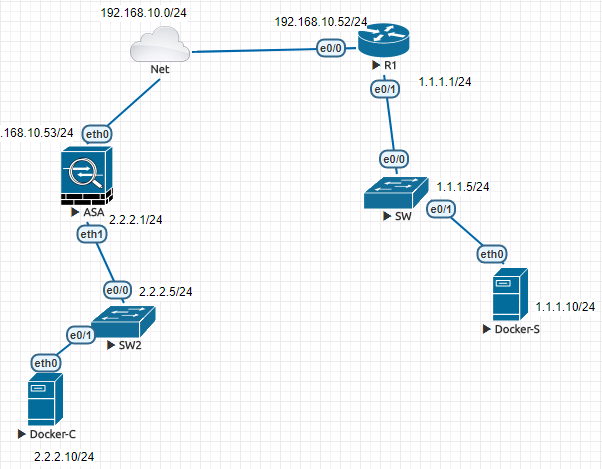 192.168.10.0/24
192.168.10.52/24
e0/0
Net
R1
e0/1
1.1.1.1/24
.168.10.53/24
eth0
e0/0
1.1.1.5/24
ASA
SW
e0/1
2.2.2.1/24
eth1
eth0
e0/0
2.2.2.5/24
1.1.1.10/24
e0/1
SW2
Docker-S
eth0
Docker-C
2.2.2.10/24